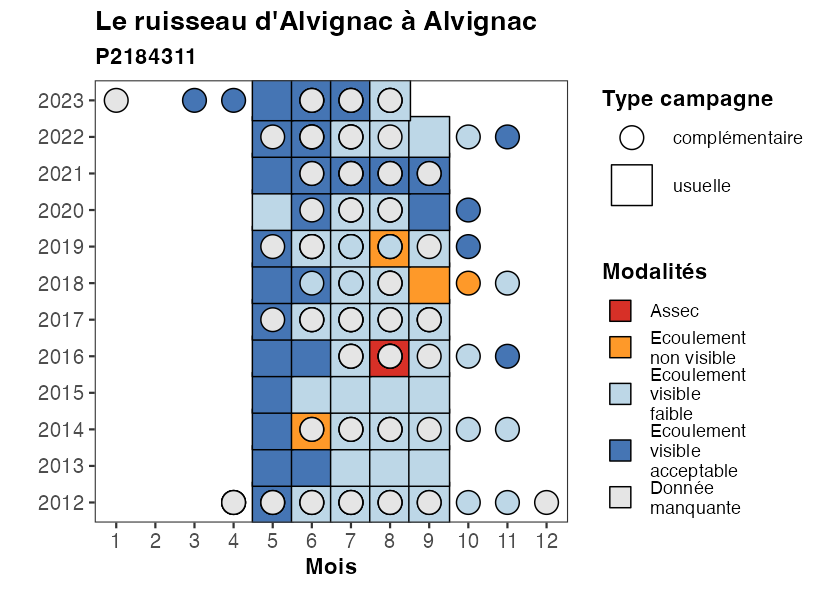 Le ruisseau d'Alvignac à Alvignac
P2184311
2023
2022
2021
2020
2019
2018
2017
2016
2015
2014
2013
2012
1 2 3 4 5 6 7 8 9 10 11 12
Mois
Type campagne
complémentaire
usuelle
Modalités
Assec
Ecoulement
non visible
Ecoulement
visible
faible
Ecoulement
visible
acceptable
Donnée
manquante